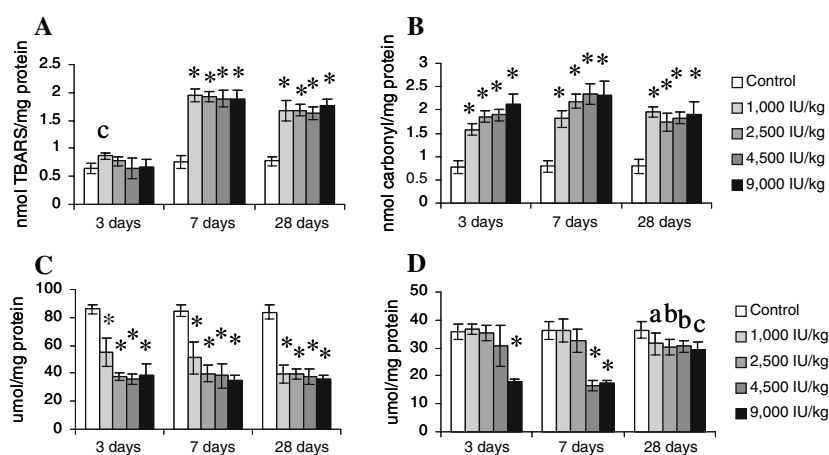 A
nmol TBARS/mg protein
2.5
2
1.5
1
0.5
0
c
* * * *
* * * *
3 days 7 days 28 days
B
nmol carbonyl/mg protein
3
2.5
2
1.5
1
0.5
0
* * * *
* * * *
* * * *
3 days 7 days 28 days
Control
1,000 IU/kg
2,500 IU/kg
4,500 IU/kg
9,000 IU/kg
C
umol/mg protein
100
80
60
40
20
0
* * * *
* * * *
* * * *
3 days 7 days 28 days
D
umol/mg protein
50
40
30
20
10
0
*
* *
a b b c
3 days 7 days 28 days
Control
1,000 IU/kg
2,500 IU/kg
4,500 IU/kg
9,000 IU/kg